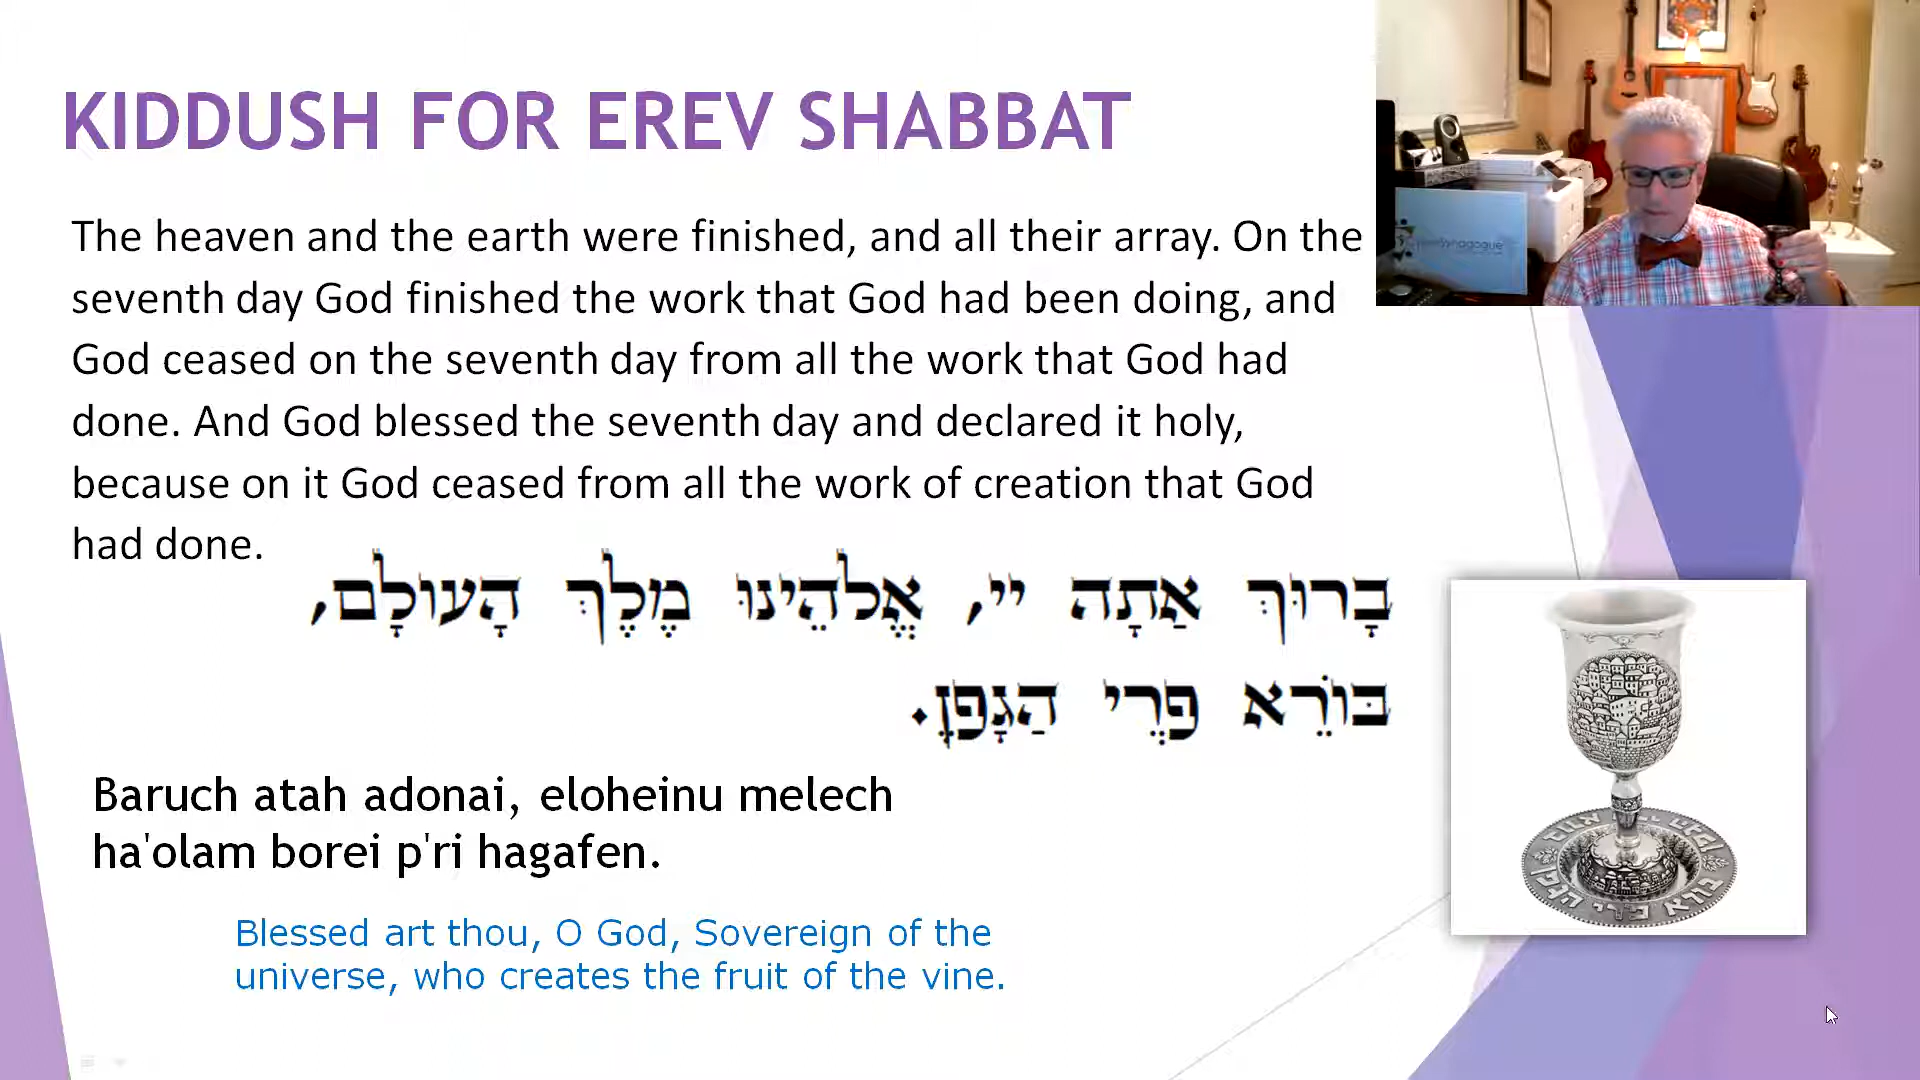 KIDDUSH FOR EREV SHABBAT
The heaven and the earth were finished, and all their array. On the
seventh day God finished the work that God had been doing, and
God ceased on the seventh day from all the work that God had
done. And God blessed the seventh day and declared it holy,
because on it God ceased from all the work of creation that God
had done.
בָּרוּךְ אַתָּה יי, אֱלֹהֵינוּ מֶלֶךְ הָעוֹלָם,
בּוֹרֵא פְּרִי הַגָּפֶן.
Baruch atah adonai, eloheinu melech
ha'olam borei p'ri hagafen.
Blessed art thou, O God, Sovereign of the
universe, who creates the fruit of the vine.
בורא פרי הגפן